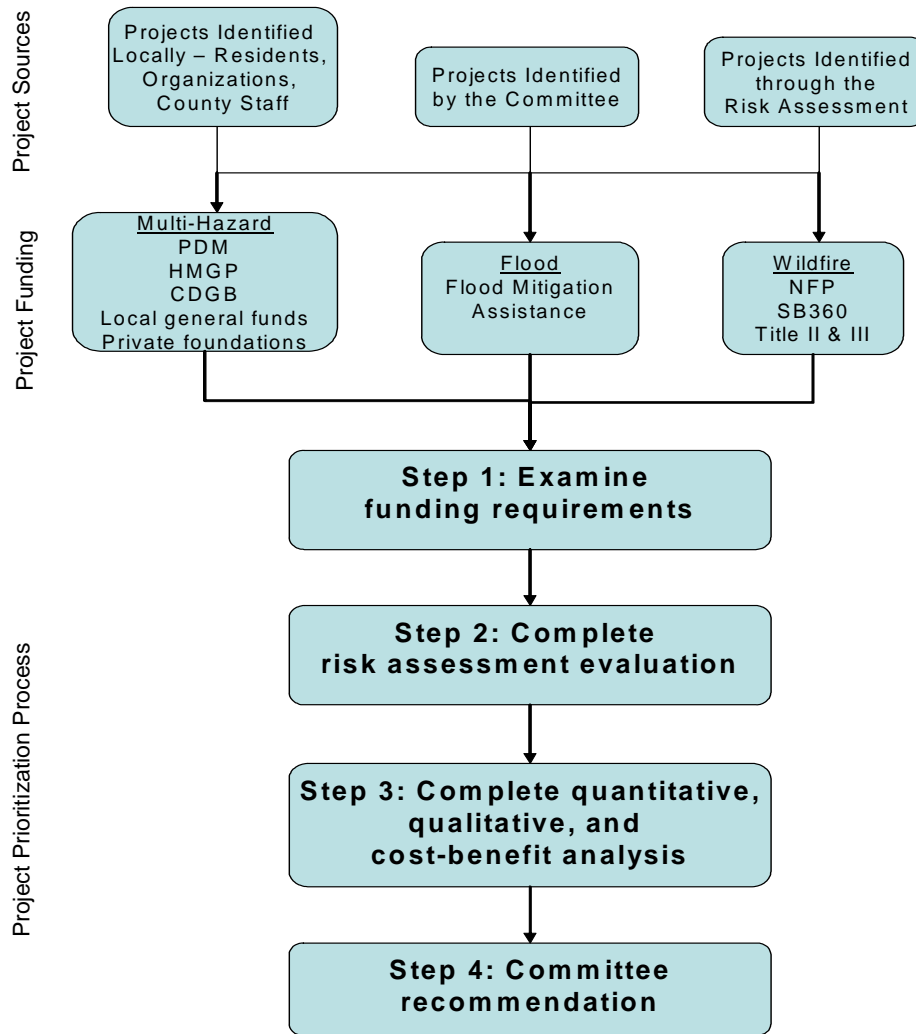 Project Sources
Projects Identified
Locally – Residents,
Organizations,
County Staff
Projects Identified
by the Committee
Projects Identified
through the
Risk Assessment
Project Funding
Multi-Hazard
PDM
HMGP
CDGB
Local general funds
Private foundations
Flood
Flood Mitigation
Assistance
Wildfire
NFP
SB360
Title II & III
Project Prioritization Process
Step 1: Examine
funding requirements
Step 2: Complete
risk assessment evaluation
Step 3: Complete quantitative,
qualitative, and
cost-benefit analysis
Step 4: Committee
recommendation